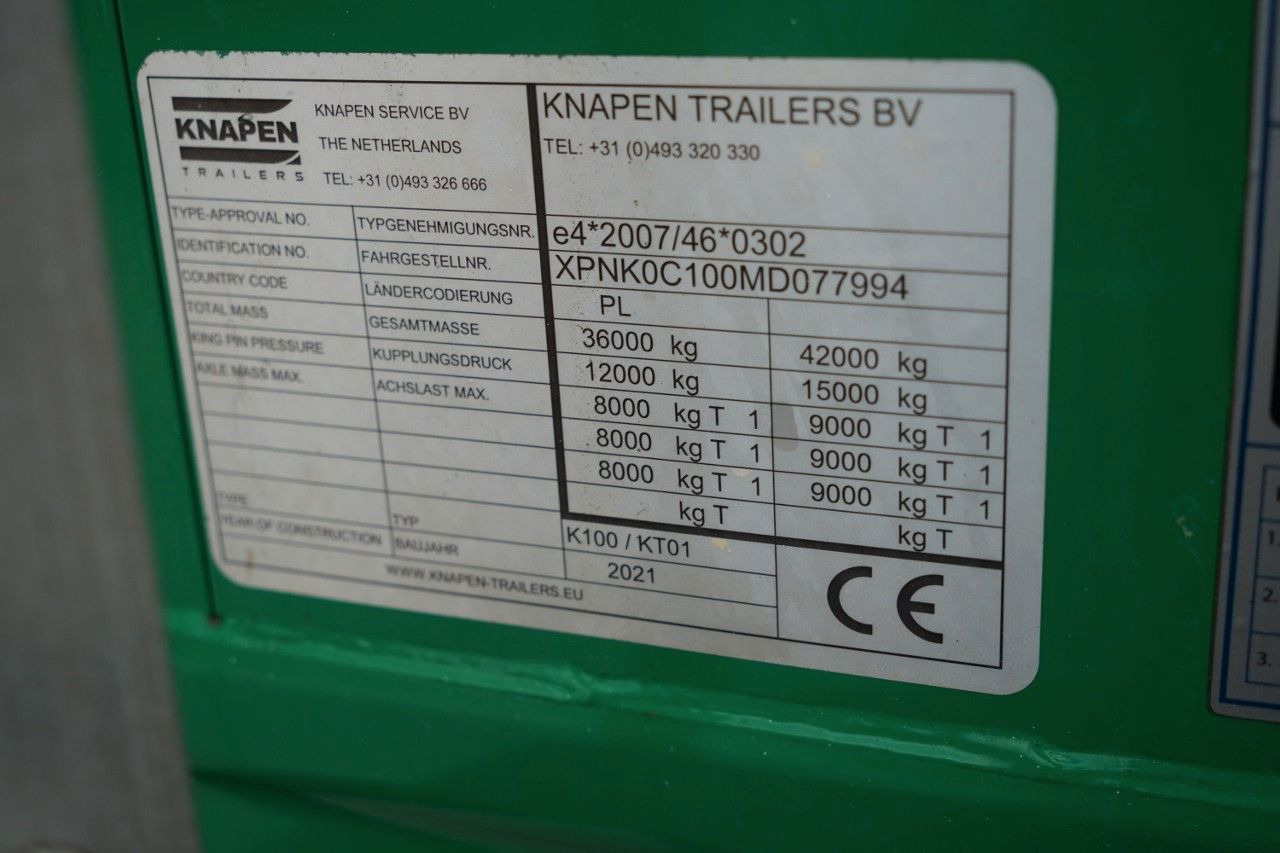 KNAPEN
TRAILERS
KNAPEN SERVICE BV
THE NETHERLANDS
TEL: +31 (0)493 326 666
KNAPEN TRAILERS BV
TEL: +31 (0)493 320 330
TYPE-APPROVAL NO. TYPGENEHMIGUNGSNR. e4*2007/46*0302
IDENTIFICATION NO. FAHRGESTELLNR. XPNK0C100MD077994
COUNTRY CODE LÄNDERCODIERUNG PL
TOTAL MASS GESAMTMASSE 36000 kg 42000 kg
KING PIN PRESSURE KUPPLUNGSDRUCK 12000 kg 15000 kg
AXLE MASS MAX. ACHSLAST MAX. 8000 kg T 1 9000 kg T 1
8000 kg T 1 9000 kg T 1
8000 kg T 1 9000 kg T 1
kg T kg T
TYPE TYP K100 / KT01
YEAR OF CONSTRUCTION BAUJAHR 2021
WWW.KNAPEN-TRAILERS.EU
CE
1.
2.
3.